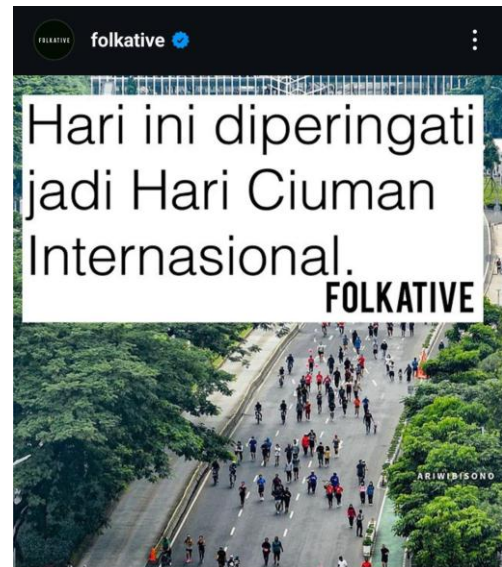 FOLKATIVE
folkative
Hari ini diperingati
jadi Hari Ciuman
Internasional.
FOLKATIVE
ARIWIBISONO